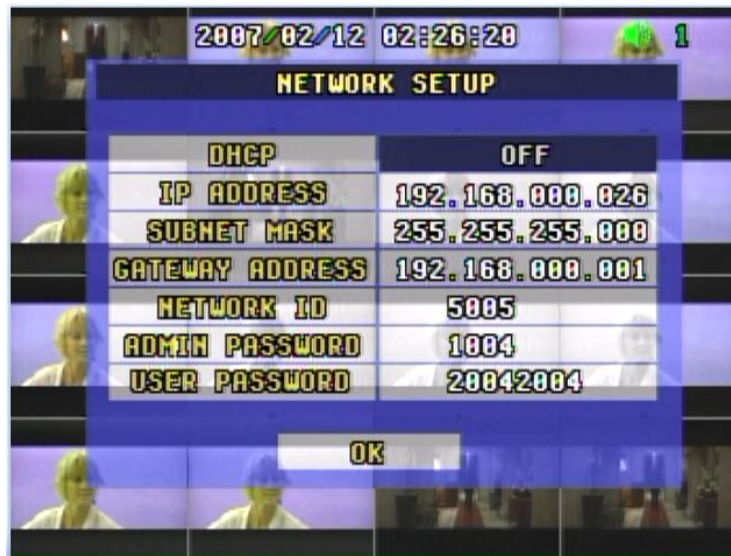 2007/02/12 02:26:20 1
NETWORK SETUP
DHCP OFF
IP ADDRESS 192.168.000.026
SUBNET MASK 255.255.255.000
GATEWAY ADDRESS 192.168.000.001
NETWORK ID 5005
ADMIN PASSWORD 1004
USER PASSWORD 20042004
OK